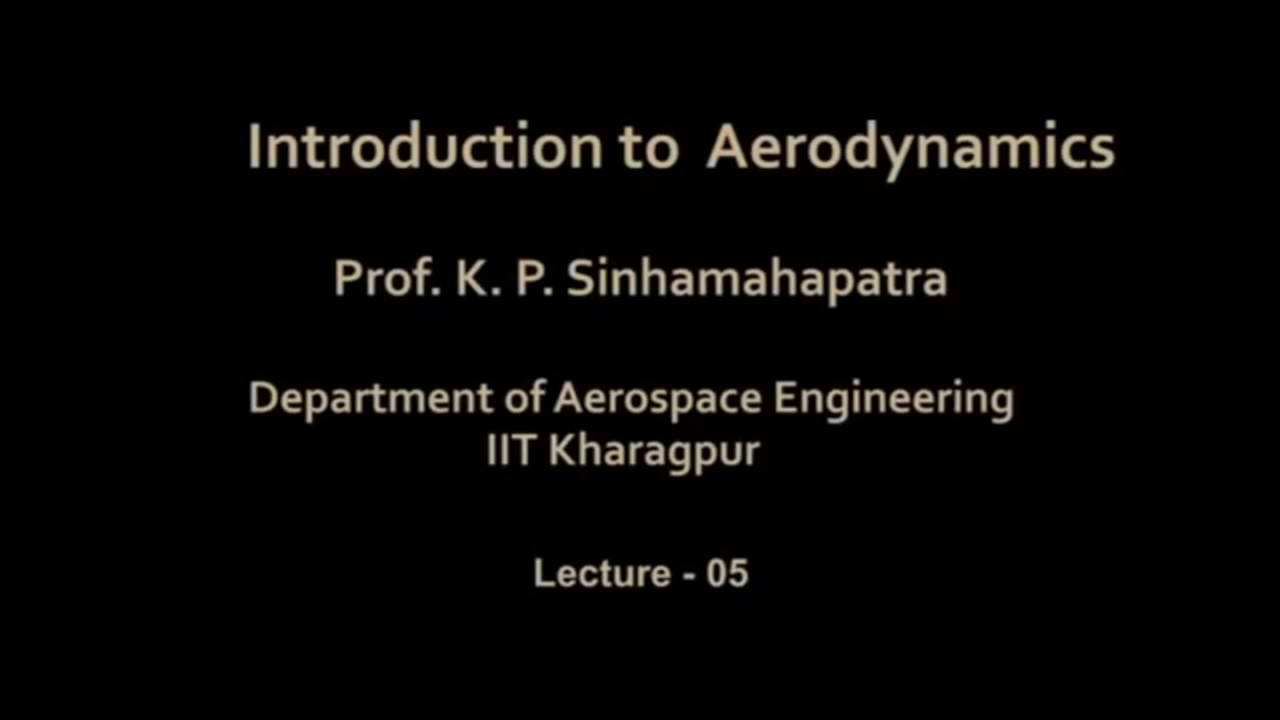 Introduction to Aerodynamics
Prof. K. P. Sinhamahapatra
Department of Aerospace Engineering
IIT Kharagpur
Lecture - 05